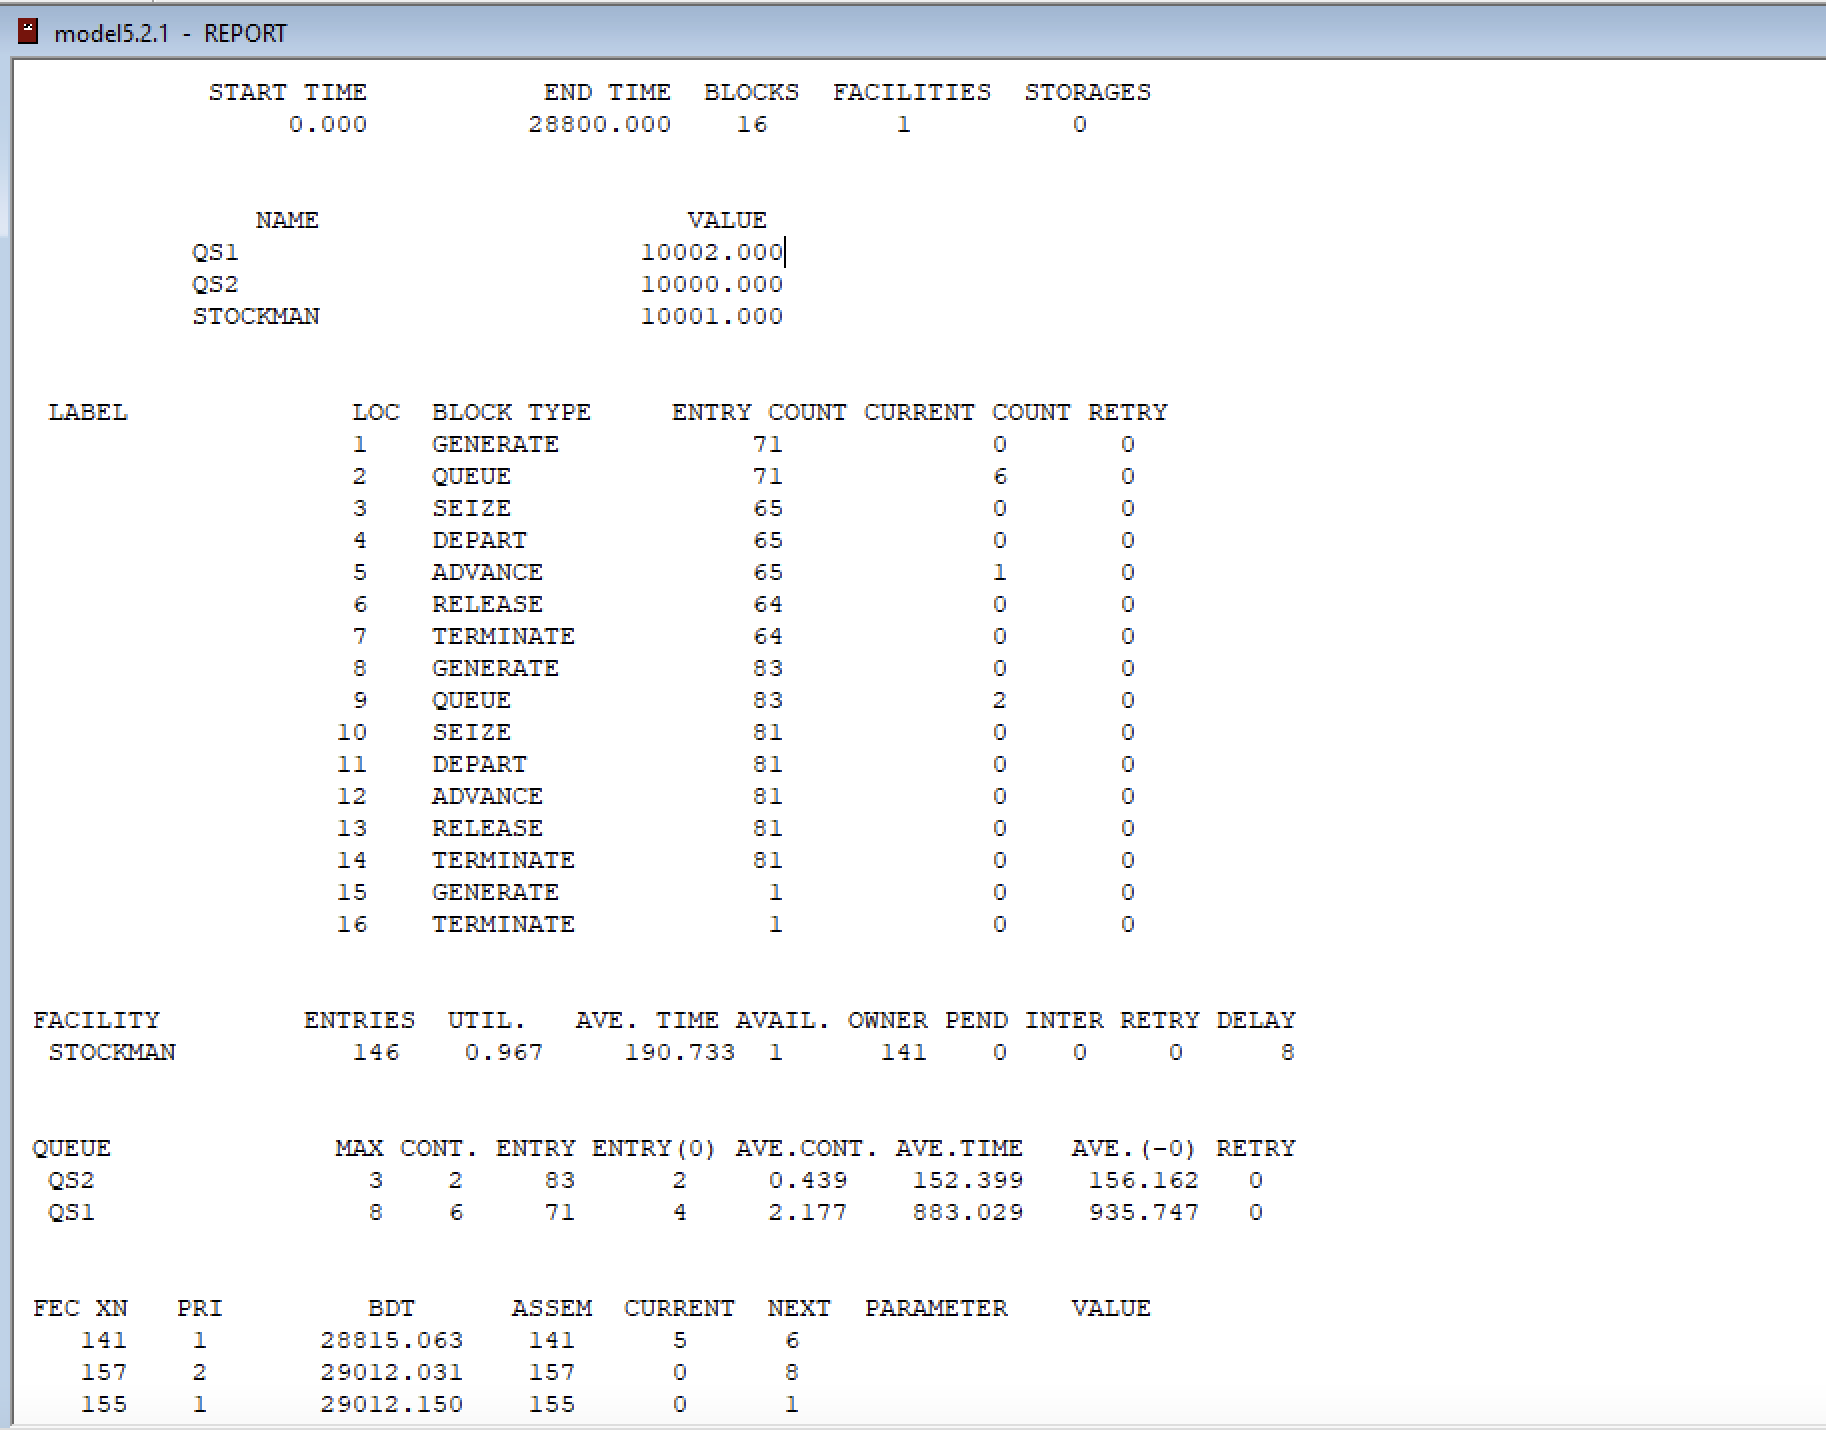 model5.2.1 - REPORT
START TIME END TIME BLOCKS FACILITIES STORAGES
0.000 28800.000 16 1 0
NAME VALUE
QS1 10002.000
QS2 10000.000
STOCKMAN 10001.000
LABEL LOC BLOCK TYPE ENTRY COUNT CURRENT COUNT RETRY
1 GENERATE 71 0 0
2 QUEUE 71 6 0
3 SEIZE 65 0 0
4 DEPART 65 0 0
5 ADVANCE 65 1 0
6 RELEASE 64 0 0
7 TERMINATE 64 0 0
8 GENERATE 83 0 0
9 QUEUE 83 2 0
10 SEIZE 81 0 0
11 DEPART 81 0 0
12 ADVANCE 81 0 0
13 RELEASE 81 0 0
14 TERMINATE 81 0 0
15 GENERATE 1 0 0
16 TERMINATE 1 0 0
FACILITY ENTRIES UTIL. AVE. TIME AVAIL. OWNER PEND INTER RETRY DELAY
STOCKMAN 146 0.967 190.733 1 141 0 0 0 8
QUEUE MAX CONT. ENTRY ENTRY(0) AVE.CONT. AVE.TIME AVE.(-0) RETRY
QS2 3 2 83 2 0.439 152.399 156.162 0
QS1 8 6 71 4 2.177 883.029 935.747 0
FEC XN PRI BDT ASSEM CURRENT NEXT PARAMETER VALUE
141 1 28815.063 141 5 6
157 2 29012.031 157 0 8
155 1 29012.150 155 0 1